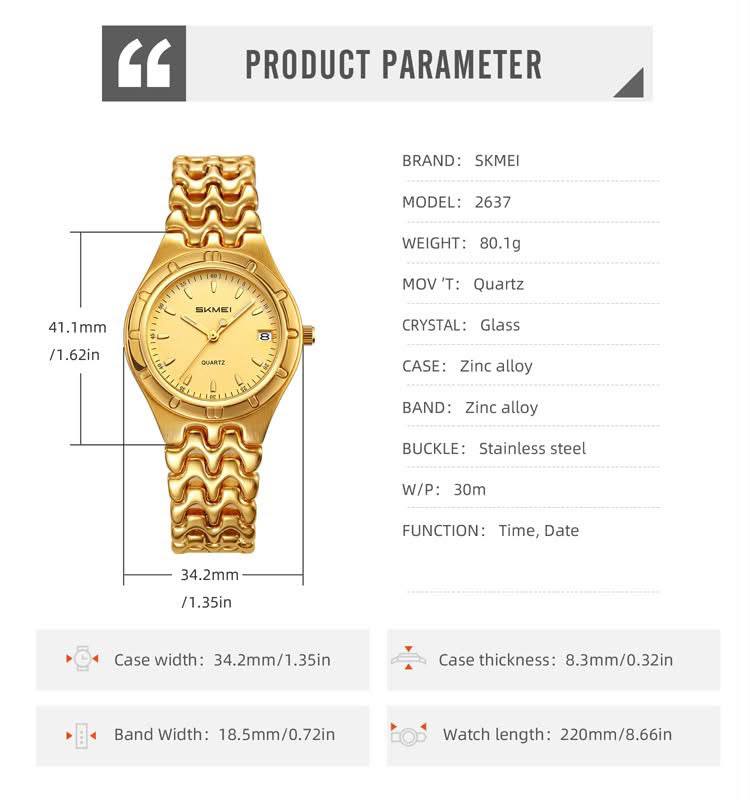 PRODUCT PARAMETER
BRAND: SKMEI
MODEL: 2637
WEIGHT: 80.1g
MOV 'T: Quartz
CRYSTAL: Glass
CASE: Zinc alloy
BAND: Zinc alloy
BUCKLE: Stainless steel
W/P: 30m
FUNCTION: Time, Date
41.1mm
/1.62in
60
SKMEI
8
QUARTZ
34.2mm
/1.35in
Case width: 34.2mm/1.35in
Case thickness: 8.3mm/0.32in
Band Width: 18.5mm/0.72in
Watch length: 220mm/8.66in